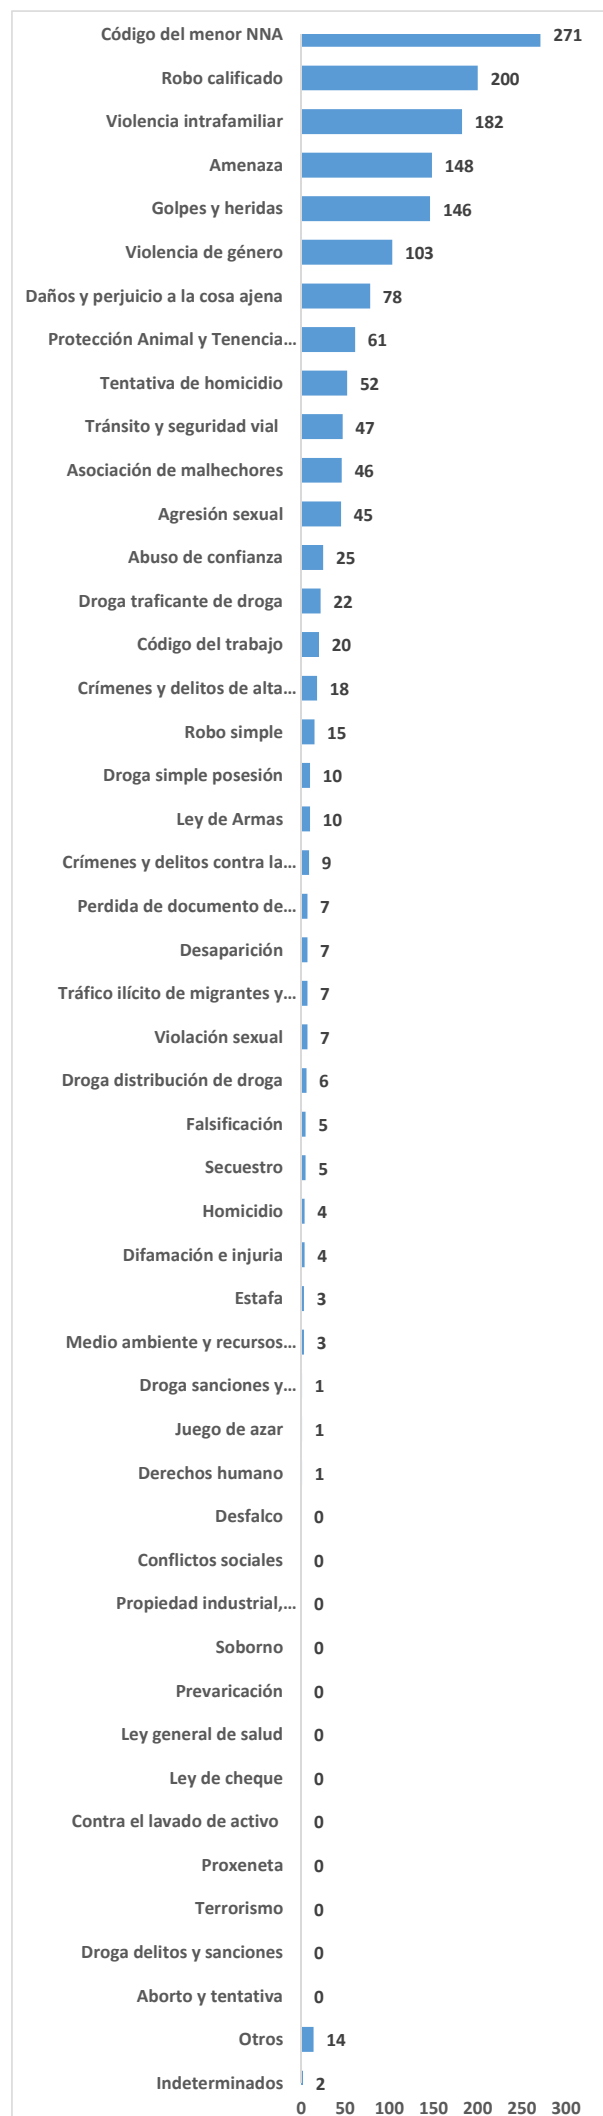 Código del menor NNA 271
Robo calificado 200
Violencia intrafamiliar 182
Amenaza 148
Golpes y heridas 146
Violencia de género 103
Daños y perjuicio a la cosa ajena 78
Protección Animal y Tenencia... 61
Tentativa de homicidio 52
Tránsito y seguridad vial 47
Asociación de malhechores 46
Agresión sexual 45
Abuso de confianza 25
Droga traficante de droga 22
Código del trabajo 20
Crímenes y delitos de alta... 18
Robo simple 15
Droga simple posesión 10
Ley de Armas 10
Crímenes y delitos contra la... 9
Perdida de documento de... 7
Desaparición 7
Tráfico ilícito de migrantes y... 7
Violación sexual 7
Droga distribución de droga 6
Falsificación 5
Secuestro 5
Homicidio 4
Difamación e injuria 4
Estafa 3
Medio ambiente y recursos... 3
Droga sanciones y... 1
Juego de azar 1
Derechos humano 1
Desfalco 0
Conflictos sociales 0
Propiedad industrial,... 0
Soborno 0
Prevaricación 0
Ley general de salud 0
Ley de cheque 0
Contra el lavado de activo 0
Proxeneta 0
Terrorismo 0
Droga delitos y sanciones 0
Aborto y tentativa 0
Otros 14
Indeterminados 2
0 50 100 150 200 250 300